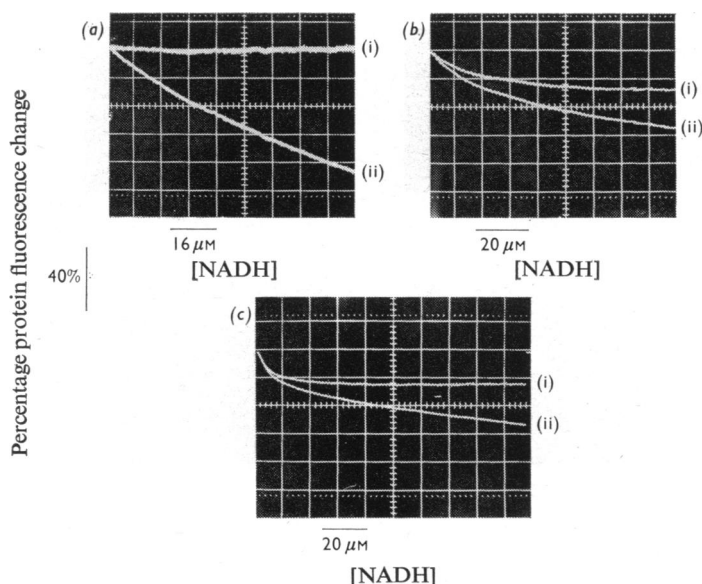 Percentage protein fluorescence change
40%
(a)
(i)
(ii)
16 μM
[NADH]
(b)
(i)
(ii)
20 μM
[NADH]
(c)
(i)
(ii)
20 μM
[NADH]